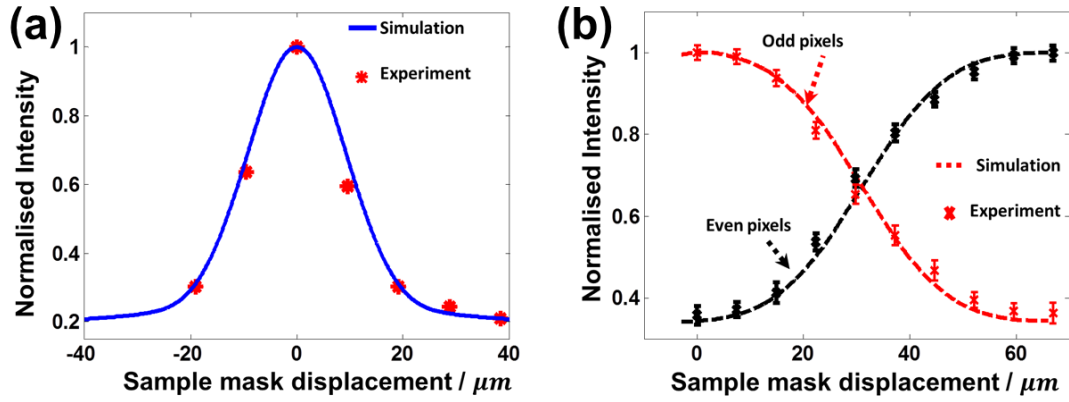 (a)
Simulation
Experiment
Normalised Intensity
1
0.8
0.6
0.4
0.2
-40
-20
0
20
40
Sample mask displacement / μm
(b)
Odd pixels
Even pixels
Simulation
Experiment
Normalised Intensity
1
0.8
0.6
0.4
0
20
40
60
Sample mask displacement / μm